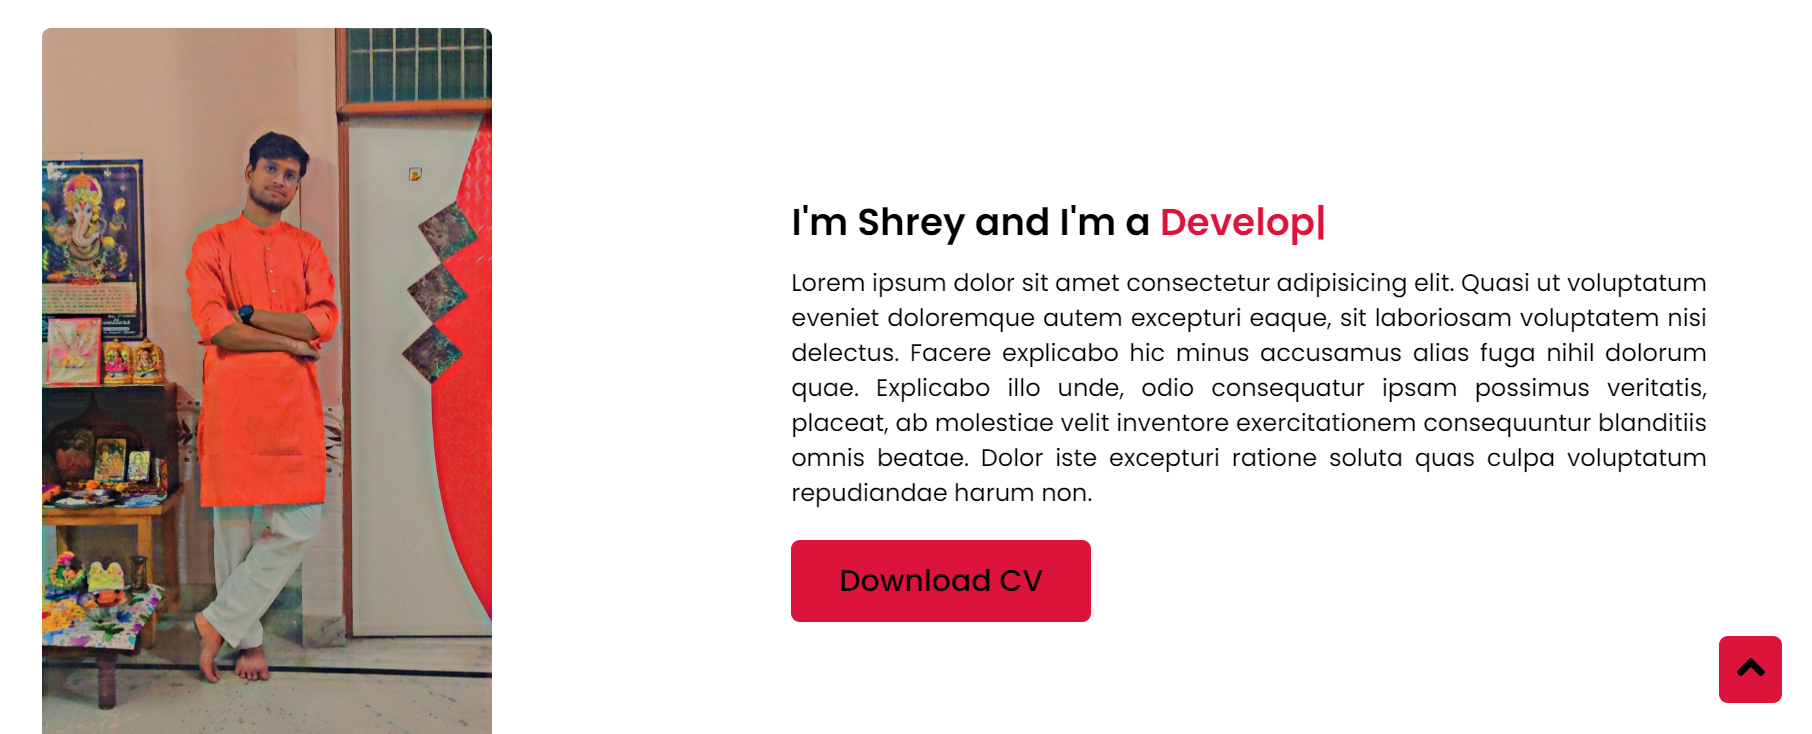 I'm Shrey and I'm a Develop|
Lorem ipsum dolor sit amet consectetur adipisicing elit. Quasi ut voluptatum
eveniet doloremque autem excepturi eaque, sit laboriosam voluptatem nisi
delectus. Facere explicabo hic minus accusamus alias fuga nihil dolorum
quae. Explicabo illo unde, odio consequatur ipsam possimus veritatis,
placeat, ab molestiae velit inventore exercitationem consequuntur blanditiis
omnis beatae. Dolor iste excepturi ratione soluta quas culpa voluptatum
repudiandae harum non.
Download CV